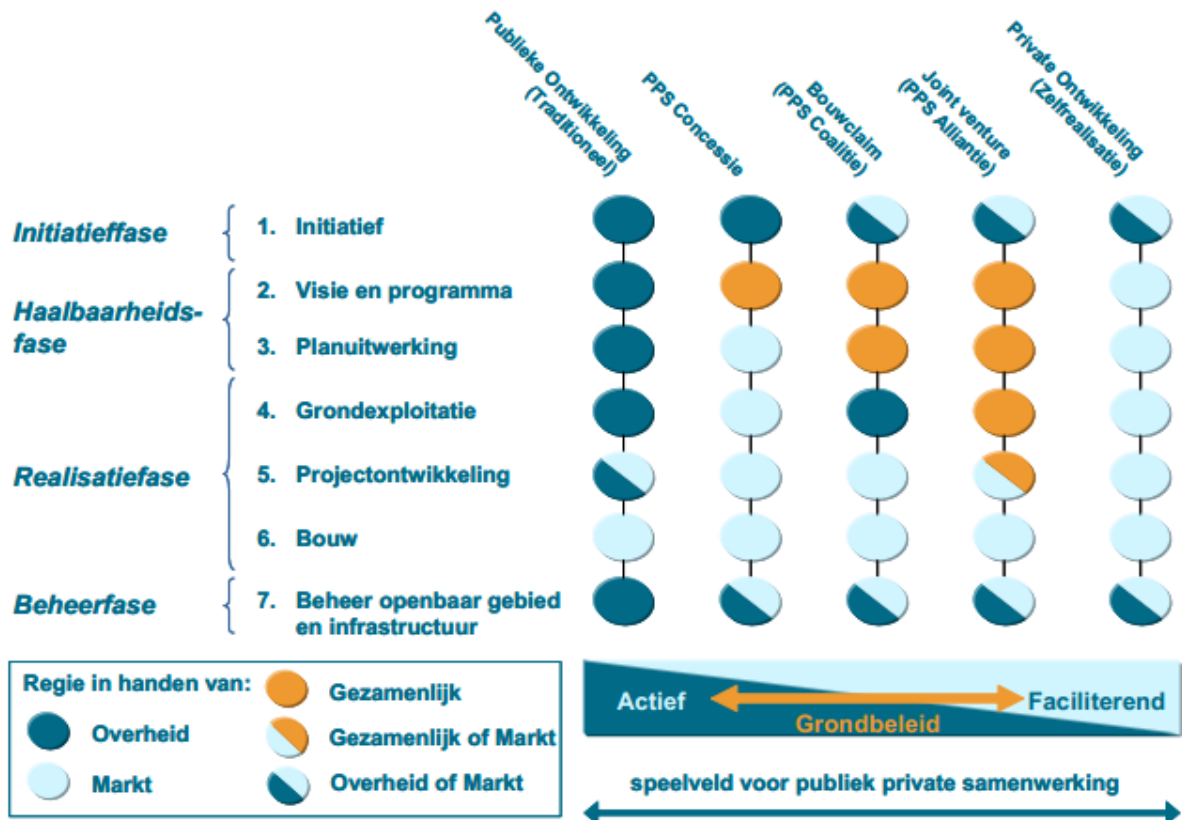 Publieke Ontwikkeling
(Traditioneel)
PPS Concessie
Bouwclaim
(PPS Coalitie)
Joint venture
(PPS Alliantie)
Private Ontwikkeling
(Zelfrealisatie)
Initiatieffase
1. Initiatief
Haalbaarheids-
fase
2. Visie en programma
3. Planuitwerking
Realisatiefase
4. Grondexploitatie
5. Projectontwikkeling
6. Bouw
Beheerfase
7. Beheer openbaar gebied
en infrastructuur
Regie in handen van:
Overheid
Markt
Gezamenlijk
Gezamenlijk of Markt
Overheid of Markt
Actief
Faciliterend
Grondbeleid
speelveld voor publiek private samenwerking